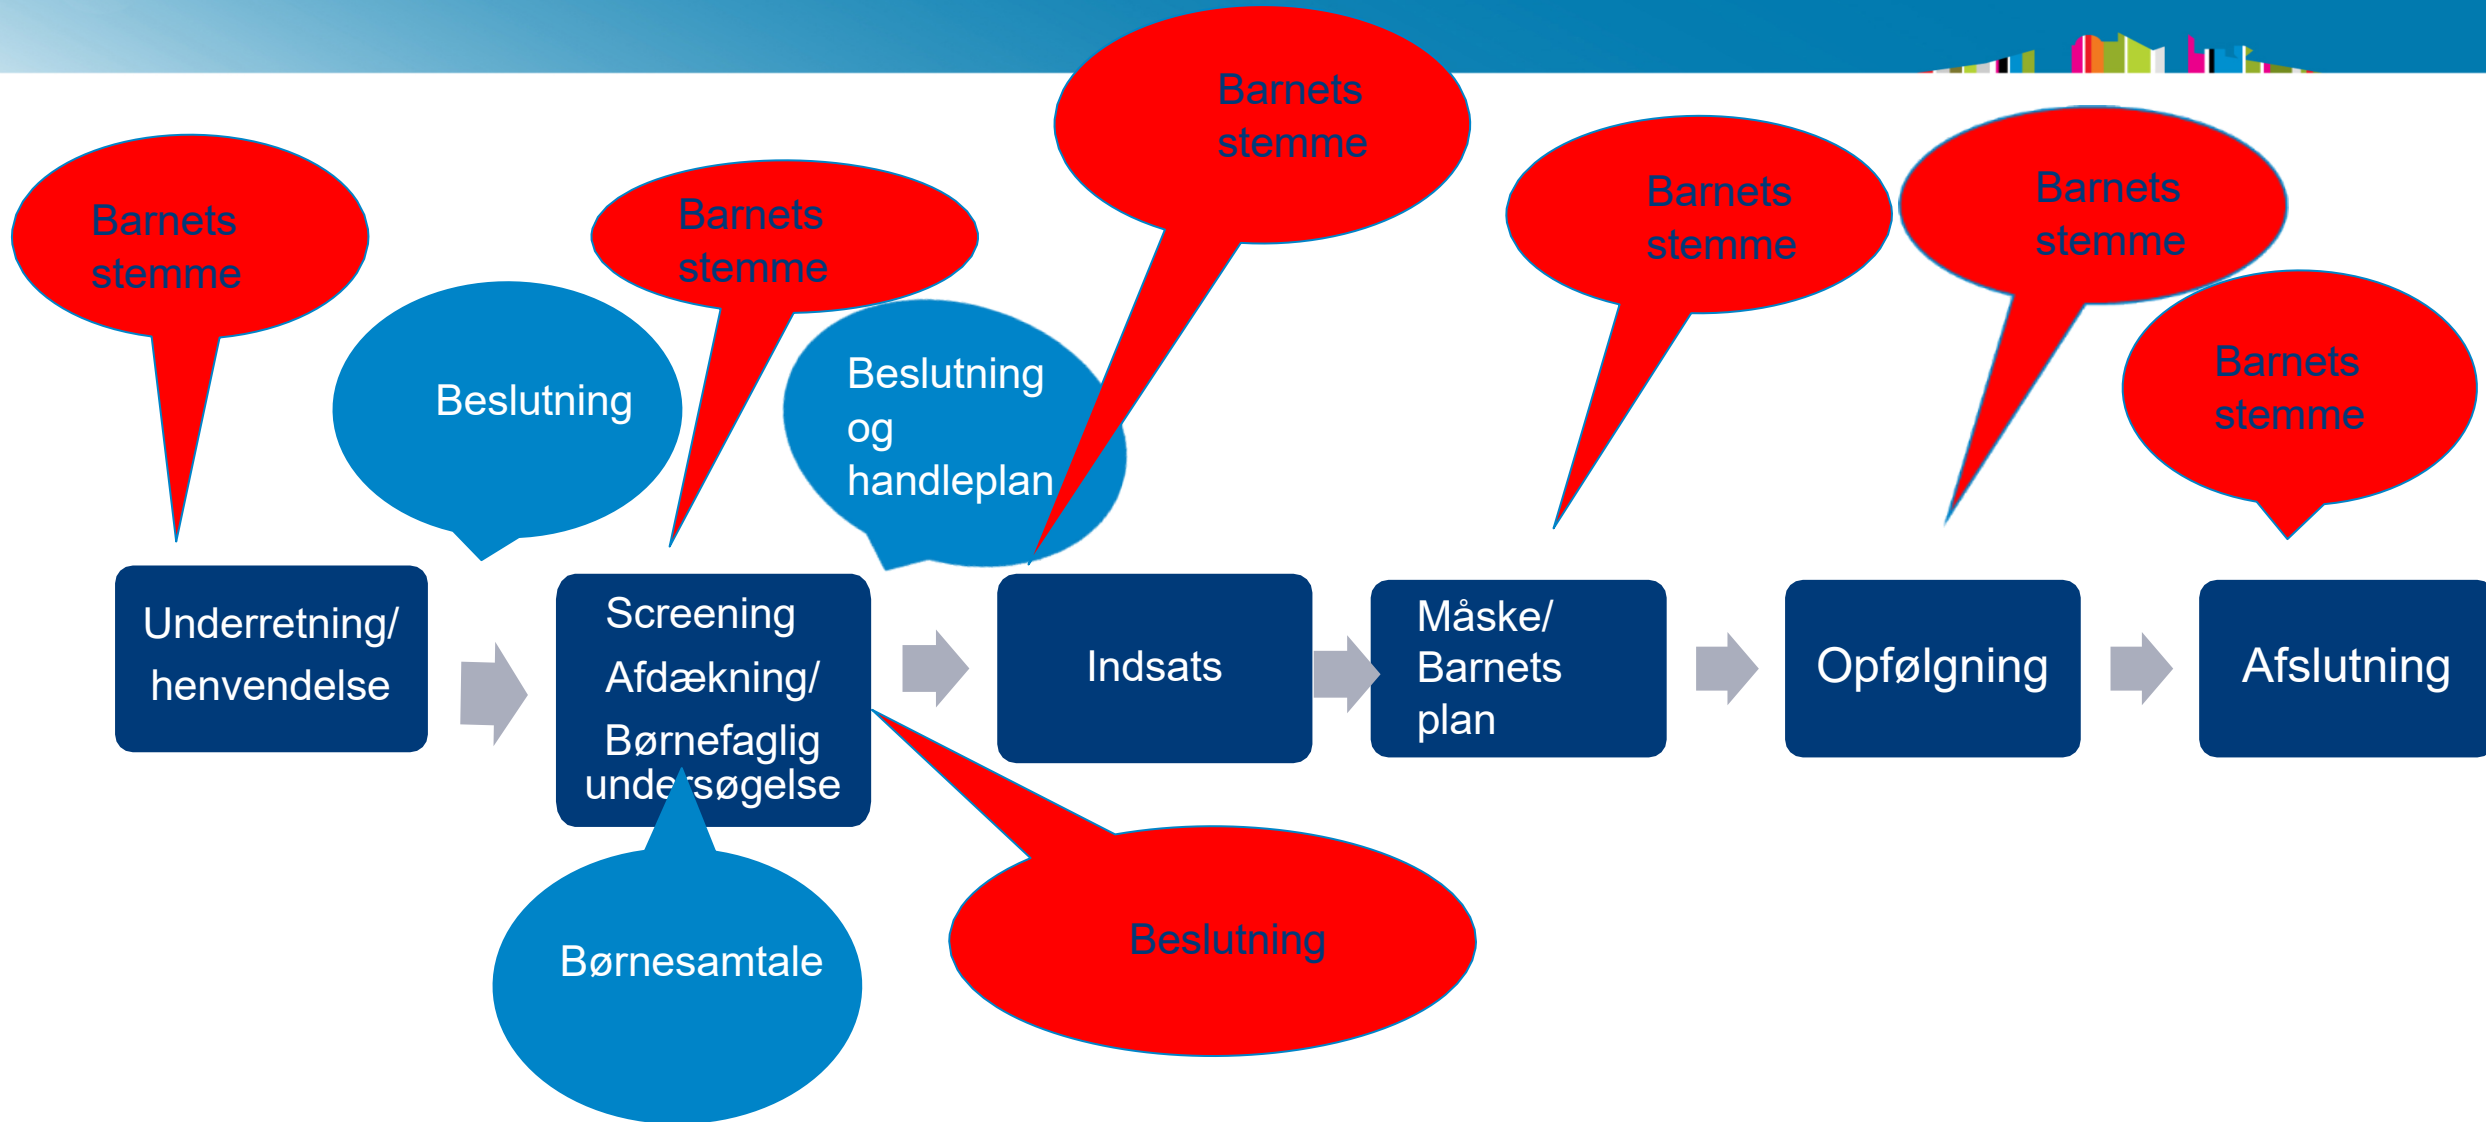 Barnets
stemme
Beslutning
Barnets
stemme
Beslutning
og
handleplan
Barnets
stemme
Barnets
stemme
Barnets
stemme
Barnets
stemme
Underretning/
henvendelse
Screening
Afdækning/
Børnefaglig
undersøgelse
Indsats
Måske/
Barnets
plan
Opfølgning
Afslutning
Børnesamtale
Beslutning